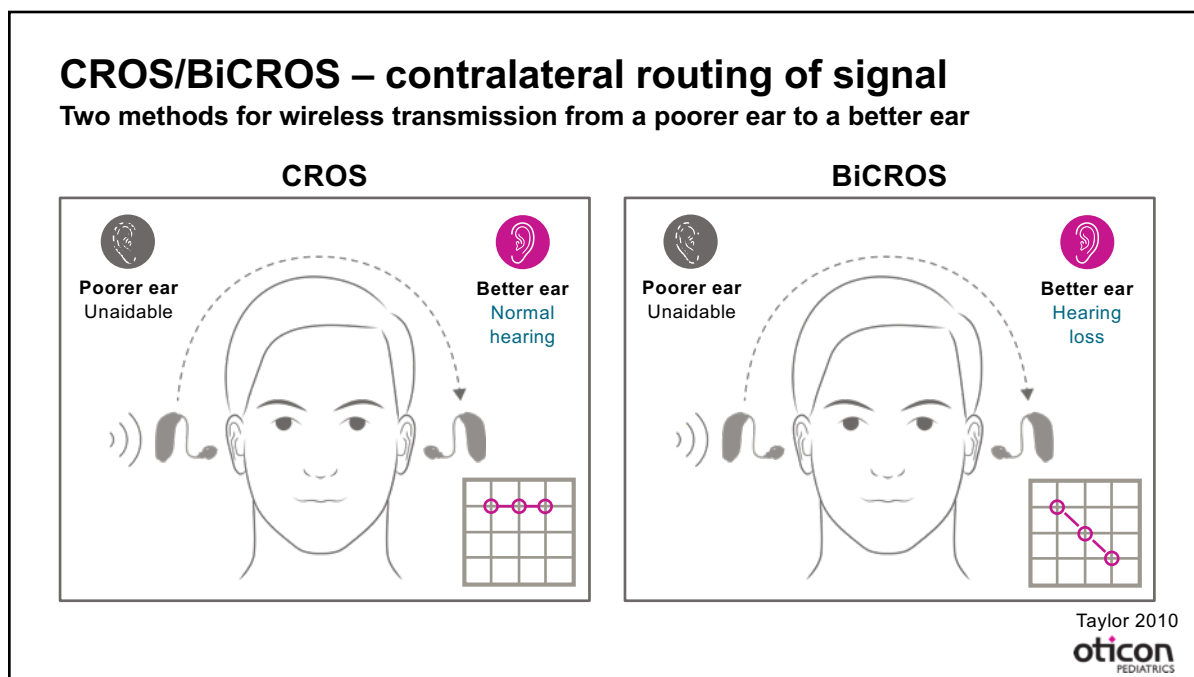 CROS/BiCROS – contralateral routing of signal
Two methods for wireless transmission from a poorer ear to a better ear
CROS
Poorer ear
Unaidable
Better ear
Normal
hearing
BiCROS
Poorer ear
Unaidable
Better ear
Hearing
loss
Taylor 2010
oticon
PEDIATRICS